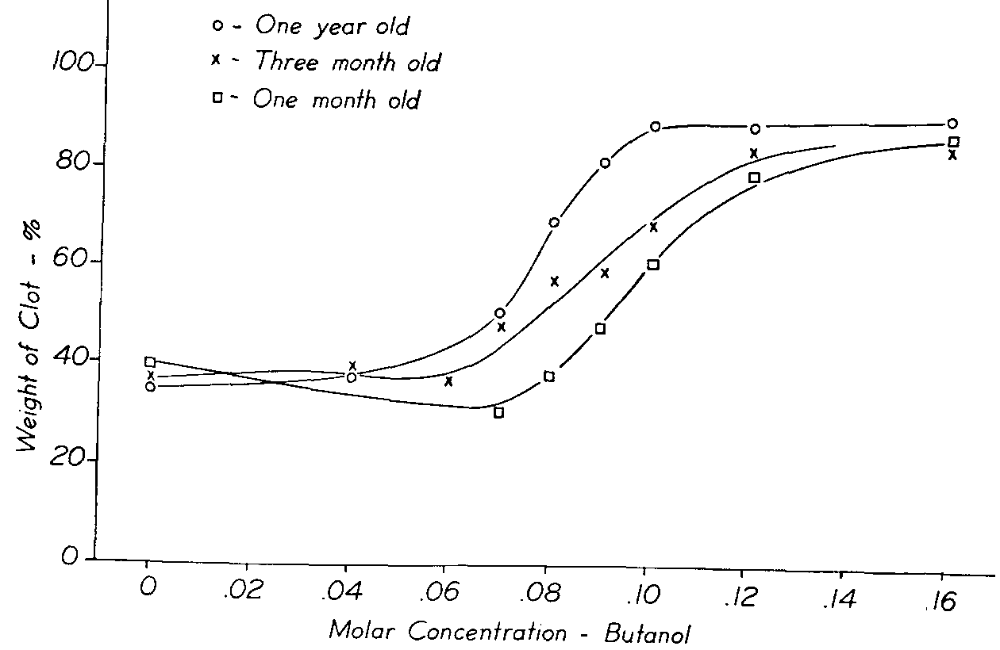 o - One year old
x - Three month old
□ - One month old
100
80
60
40
20
0
Weight of Clot - %
0 .02 .04 .06 .08 .10 .12 .14 .16
Molar Concentration - Butanol